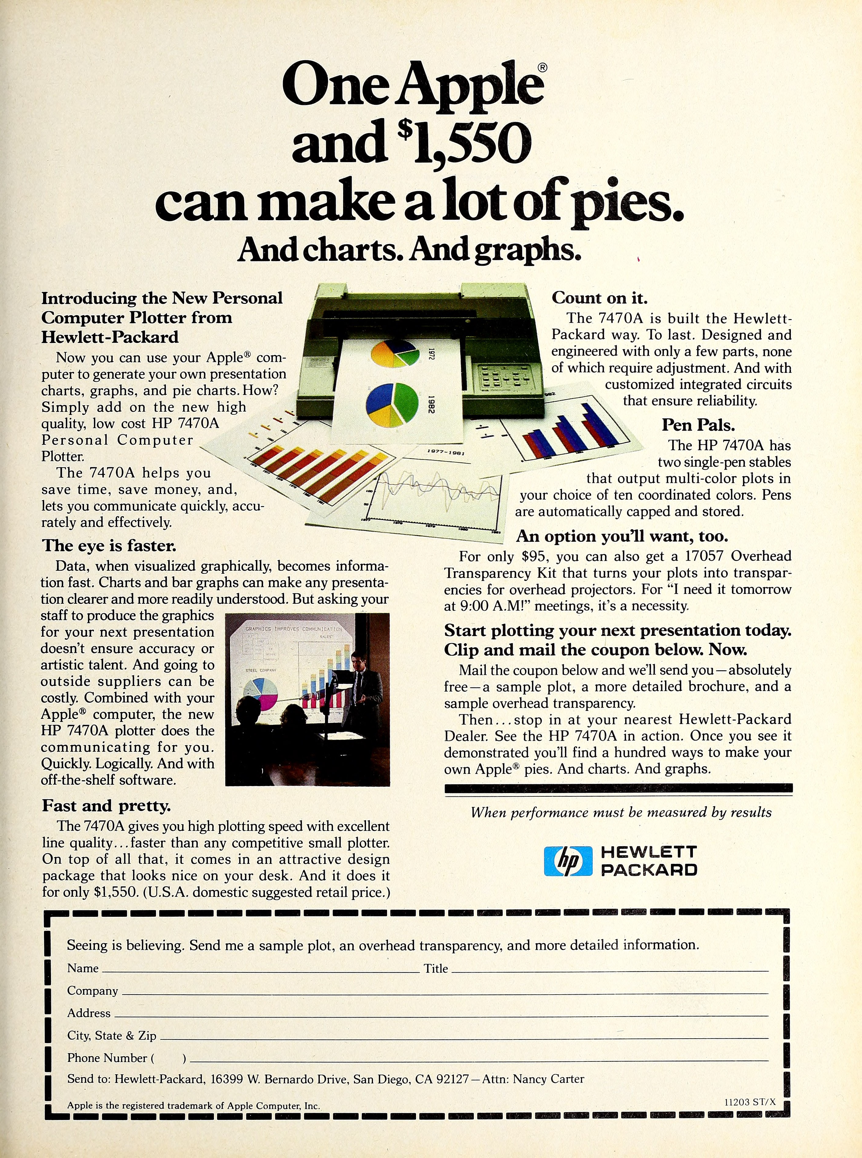 One Apple®
and $1,550
can make a lot of pies.
And charts. And graphs.
Introducing the New Personal
Computer Plotter from
Hewlett-Packard
Now you can use your Apple® com-
puter to generate your own presentation
charts, graphs, and pie charts. How?
Simply add on the new high
quality, low cost HP 7470A
Personal Computer
Plotter.
The 7470A helps you
save time, save money, and,
lets you communicate quickly, accu-
rately and effectively.
The eye is faster.
Data, when visualized graphically, becomes informa-
tion fast. Charts and bar graphs can make any presenta-
tion clearer and more readily understood. But asking your
staff to produce the graphics
for your next presentation
doesn't ensure accuracy or
artistic talent. And going to
outside suppliers can be
costly. Combined with your
Apple® computer, the new
HP 7470A plotter does the
communicating for you.
Quickly. Logically. And with
off-the-shelf software.
GRAPHICS IMPROVES COMMUNICATION
STEEL COMPANY
Fast and pretty.
The 7470A gives you high plotting speed with excellent
line quality...faster than any competitive small plotter.
On top of all that, it comes in an attractive design
package that looks nice on your desk. And it does it
for only $1,550. (U.S.A. domestic suggested retail price.)
1972
1982
1977-1981
Count on it.
The 7470A is built the Hewlett-
Packard way. To last. Designed and
engineered with only a few parts, none
of which require adjustment. And with
customized integrated circuits
that ensure reliability.
Pen Pals.
The HP 7470A has
two single-pen stables
that output multi-color plots in
your choice of ten coordinated colors. Pens
are automatically capped and stored.
An option you'll want, too.
For only $95, you can also get a 17057 Overhead
Transparency Kit that turns your plots into transpar-
encies for overhead projectors. For “I need it tomorrow
at 9:00 A.M!” meetings, it's a necessity.
Start plotting your next presentation today.
Clip and mail the coupon below. Now.
Mail the coupon below and we'll send you—absolutely
free—a sample plot, a more detailed brochure, and a
sample overhead transparency.
Then...stop in at your nearest Hewlett-Packard
Dealer. See the HP 7470A in action. Once you see it
demonstrated you'll find a hundred ways to make your
own Apple® pies. And charts. And graphs.
When performance must be measured by results
hp HEWLETT
PACKARD
Seeing is believing. Send me a sample plot, an overhead transparency, and more detailed information.
Name Title
Company
Address
City, State & Zip
Phone Number ( )
Send to: Hewlett-Packard, 16399 W. Bernardo Drive, San Diego, CA 92127—Attn: Nancy Carter
Apple is the registered trademark of Apple Computer, Inc.
11203 ST/X